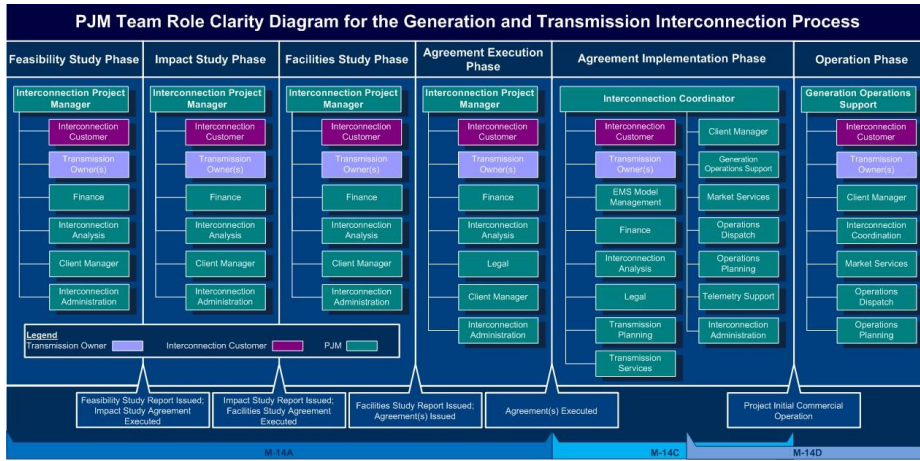 PJM Team Role Clarity Diagram for the Generation and Transmission Interconnection Process
Feasibility Study Phase
Impact Study Phase
Facilities Study Phase
Agreement Execution
Phase
Agreement Implementation Phase
Operation Phase
Interconnection Project
Manager
Interconnection
Customer
Transmission
Owner(s)
Finance
Interconnection
Analysis
Client Manager
Interconnection
Administration
Interconnection Project
Manager
Interconnection
Customer
Transmission
Owner(s)
Finance
Interconnection
Analysis
Client Manager
Interconnection
Administration
Interconnection Project
Manager
Interconnection
Customer
Transmission
Owner(s)
Finance
Interconnection
Analysis
Client Manager
Interconnection
Administration
Interconnection Project
Manager
Interconnection
Customer
Transmission
Owner(s)
Finance
Interconnection
Analysis
Legal
Client Manager
Interconnection
Administration
Interconnection Coordinator
Interconnection
Customer
Transmission
Owner(s)
EMS Model
Management
Finance
Interconnection
Analysis
Legal
Transmission
Planning
Transmission
Services
Client Manager
Generation
Operations Support
Market Services
Operations
Dispatch
Operations
Planning
Telemetry Support
Interconnection
Administration
Generation Operations
Support
Interconnection
Customer
Transmission
Owner(s)
Client Manager
Interconnection
Coordination
Market Services
Operations
Dispatch
Operations
Planning
Legend
Transmission Owner
Interconnection Customer
PJM
Feasibility Study Report Issued;
Impact Study Agreement
Executed
Impact Study Report Issued;
Facilities Study Agreement
Executed
Facilities Study Report Issued;
Agreement(s) Issued
Agreement(s) Executed
Project Initial Commercial
Operation
M-14A
M-14C
M-14D